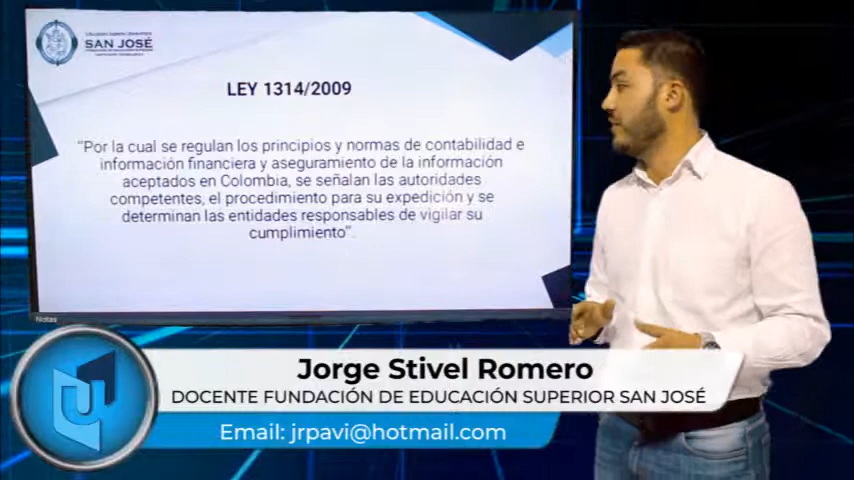 SAN JOSÉ
LEY 1314/2009
"Por la cual se regulan los principios y normas de contabilidad e
información financiera y aseguramiento de la información
aceptados en Colombia, se señalan las autoridades
competentes, el procedimiento para su expedición y se
determinan las entidades responsables de vigilar su
cumplimiento".
Notas
Jorge Stivel Romero
DOCENTE FUNDACIÓN DE EDUCACIÓN SUPERIOR SAN JOSÉ
Email: jrpavi@hotmail.com